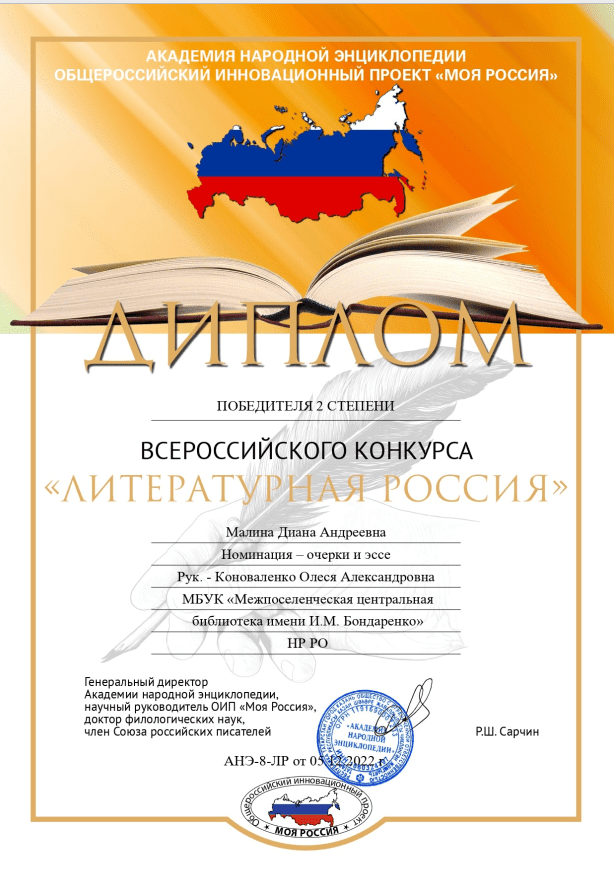 АКАДЕМИЯ НАРОДНОЙ ЭНЦИКЛОПЕДИИ
ОБЩЕРОССИЙСКИЙ ИННОВАЦИОННЫЙ ПРОЕКТ «МОЯ РОССИЯ»
ДИПЛОМ
ПОБЕДИТЕЛЯ 2 СТЕПЕНИ
ВСЕРОССИЙСКОГО КОНКУРСА
«ЛИТЕРАТУРНАЯ РОССИЯ»
Малина Диана Андреевна
Номинация – очерки и эссе
Рук. - Коноваленко Олеся Александровна
МБУК «Межпоселенческая центральная
библиотека имени И.М. Бондаренко»
НР РО
Генеральный директор
Академии народной энциклопедии,
научный руководитель ОИП «Моя Россия»,
доктор филологических наук,
член Союза российских писателей
Р.Ш. Сарчин
«АКАДЕМИЯ
НАРОДНОЙ
ЭНЦИКЛОПЕДИИ»
АНЭ-8-ЛР от 05.12.2022 г.
Общероссийский инновационный проект
МОЯ РОССИЯ